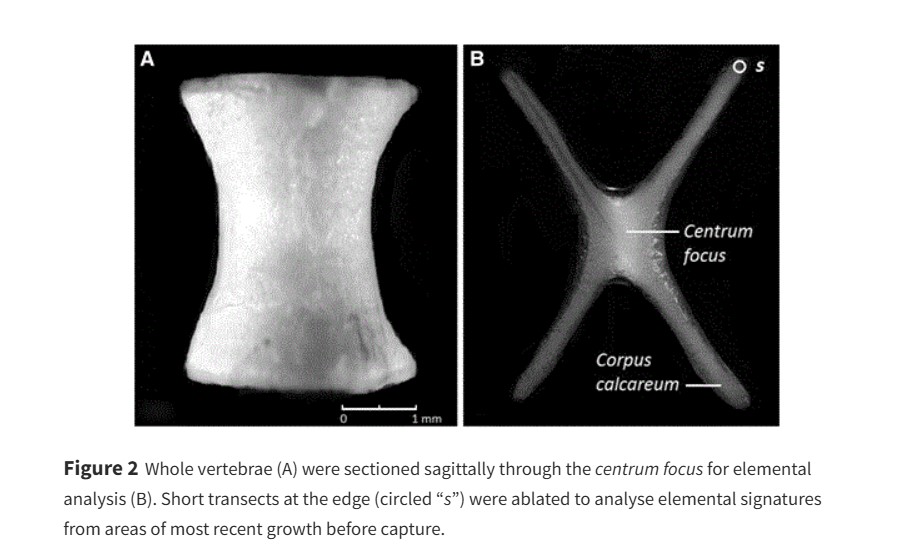 A
B
s
Centrum
focus
Corpus
calcareum
0 1 mm
Figure 2 Whole vertebrae (A) were sectioned sagittally through the centrum focus for elemental
analysis (B). Short transects at the edge (circled “s”) were ablated to analyse elemental signatures
from areas of most recent growth before capture.